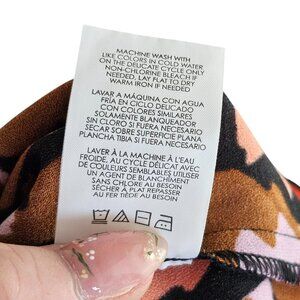 MACHINE WASH WITH
LIKE COLORS IN COLD WATER
ON THE DELICATE CYCLE ONLY
NON-CHLORINE BLEACH IF
NEEDED. LAY FLAT TO DRY
WARM IRON IF NEEDED
LAVAR A MÁQUINA CON AGUA
FRÍA EN CICLO DELICADO
CON COLORES SIMILARES
SOLAMENTE BLANQUEADOR
SIN CLORO SI FUERA NECESARIO
SECAR SOBRE SUPERFICIE PLANA
PLANCHA TIBIA SI FUERA NECESARIO
LAVER À LA MACHINE À L'EAU
FROIDE, AU CYCLE DÉLICAT AVEC
DE COULEURS SEMBLABLES UTILISER
UN AGENT DE BLANCHIMENT
SANS CHLORE AU BESOIN
SÉCHER À PLAT REPASSER
AU FER TIÈDE AU BESOIN